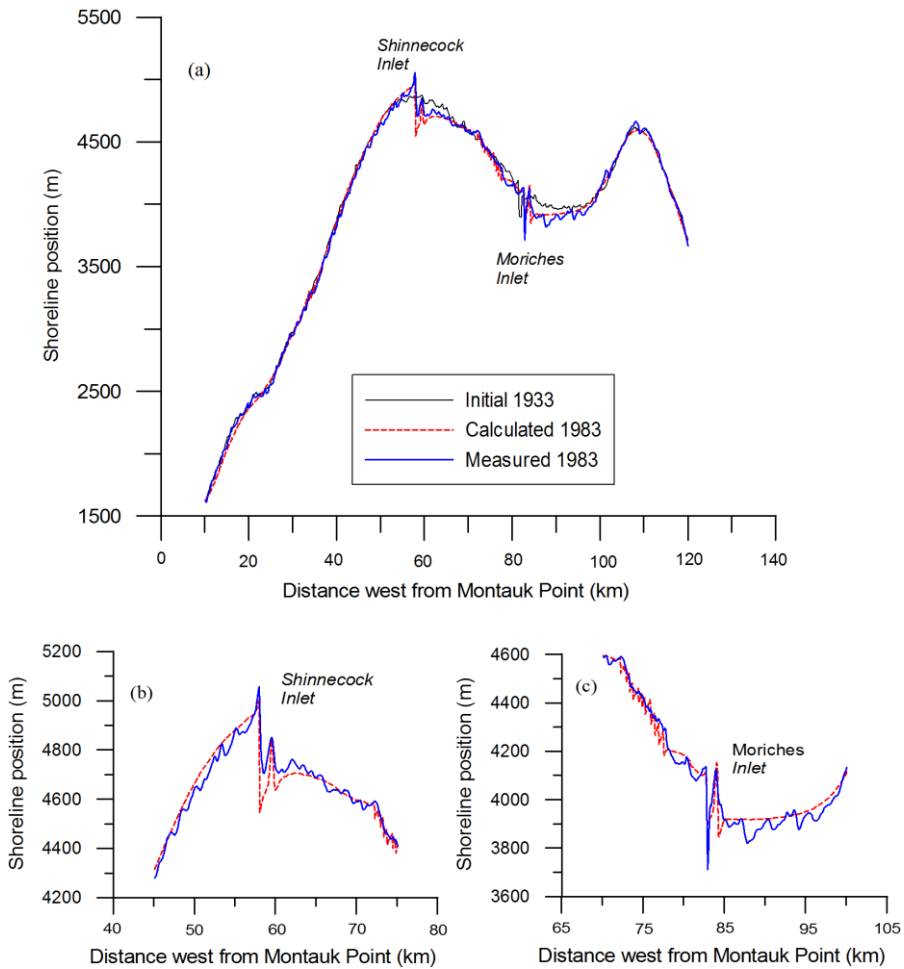 (a)
Shinnecock
Inlet
Moriches
Inlet
Shoreline position (m)
5500
4500
3500
2500
1500
Initial 1933
Calculated 1983
Measured 1983
0 20 40 60 80 100 120 140
Distance west from Montauk Point (km)
(b)
Shinnecock
Inlet
Shoreline position (m)
5200
5000
4800
4600
4400
4200
40 50 60 70 80
Distance west from Montauk Point (km)
(c)
Moriches
Inlet
Shoreline position (m)
4600
4400
4200
4000
3800
3600
65 75 85 95 105
Distance west from Montauk Point (km)